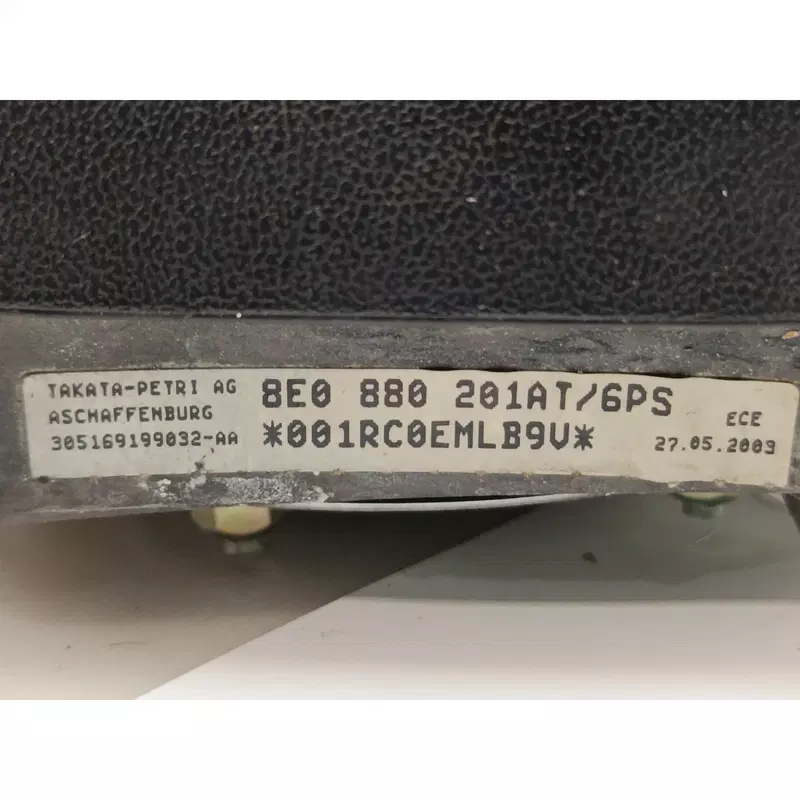 TAKATA-PETRI AG
ASCHAFFENBURG
305169199032-AA
8E0 880 201AT/6PS
*001RC0EMLB9V*
ECE
27.05.2003